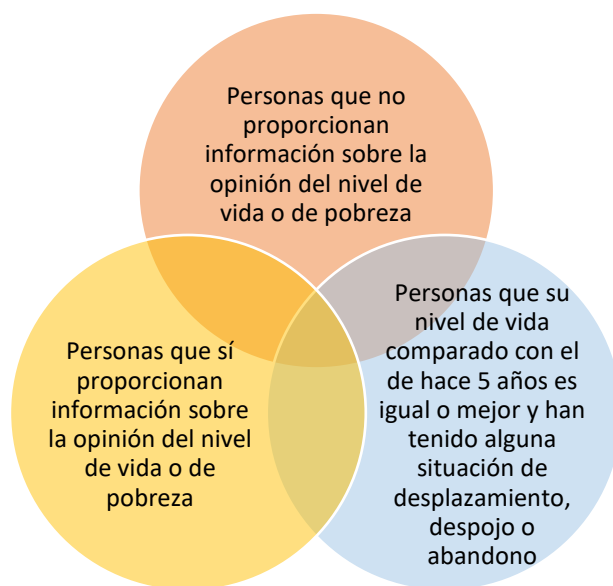 Personas que no
proporcionan
información sobre la
opinión del nivel de
vida o de pobreza
Personas que sí
proporcionan
información sobre
la opinión del nivel
de vida o de
pobreza
Personas que su
nivel de vida
comparado con el
de hace 5 años es
igual o mejor y han
tenido alguna
situación de
desplazamiento,
despojo o
abandono